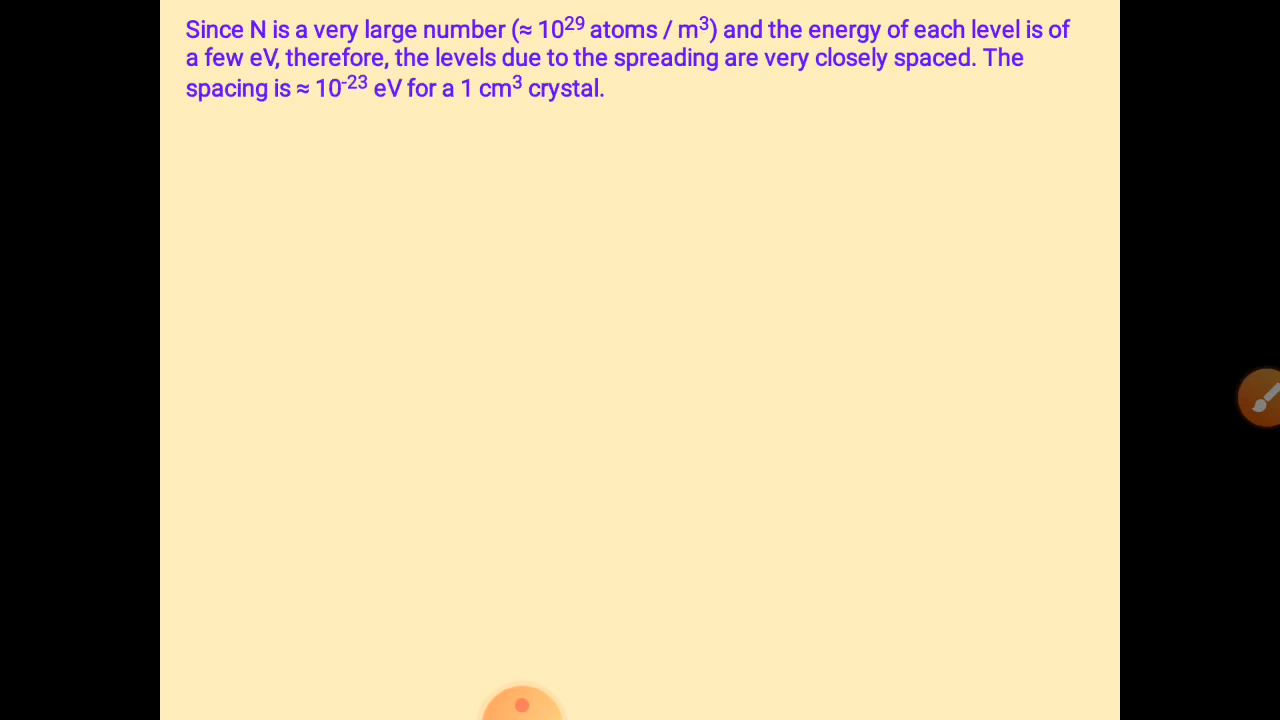 Since N is a very large number (≈ 10²⁹ atoms / m³) and the energy of each level is of
a few eV, therefore, the levels due to the spreading are very closely spaced. The
spacing is ≈ 10⁻²³ eV for a 1 cm³ crystal.